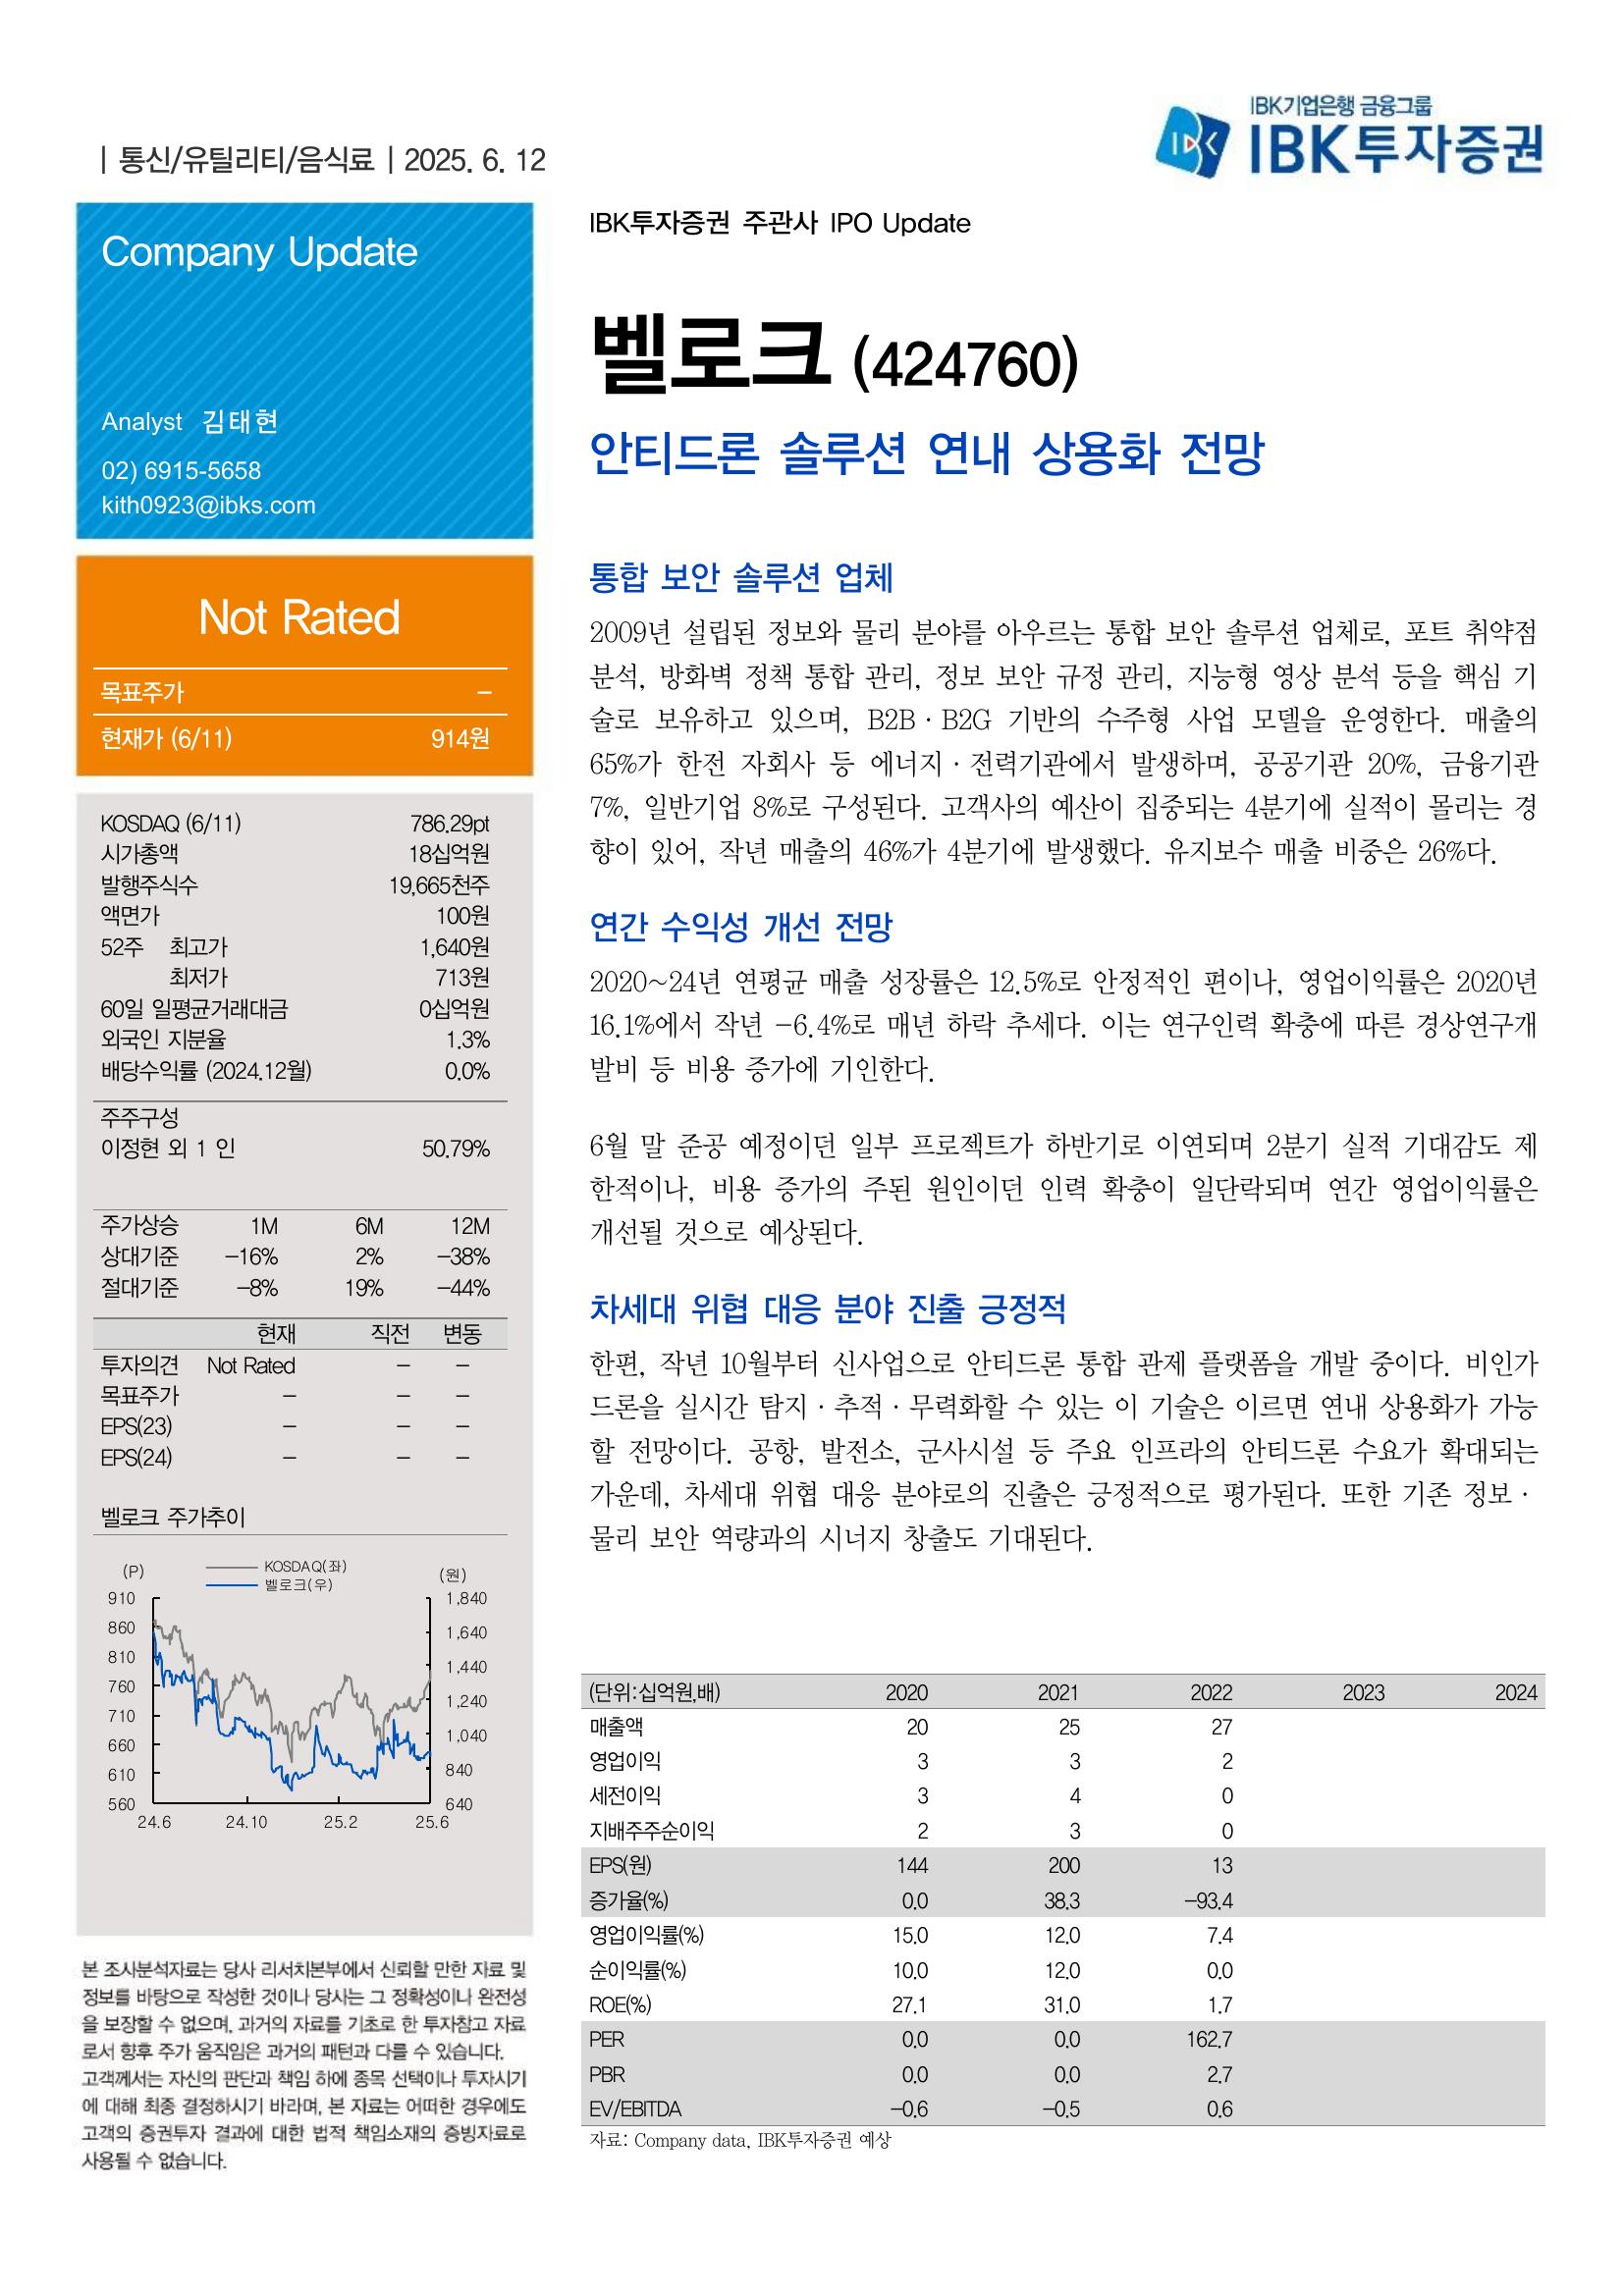 IBK기업은행 금융그룹
IBK투자증권
| 통신/유틸리티/음식료 | 2025. 6. 12
Company Update
Analyst 김태현
02) 6915-5658
kith0923@ibks.com
Not Rated
목표주가 –
현재가 (6/11) 914원
KOSDAQ (6/11) 786.29pt
시가총액 18십억원
발행주식수 19,665천주
액면가 100원
52주 최고가 1,640원
최저가 713원
60일 일평균거래대금 0십억원
외국인 지분율 1.3%
배당수익률 (2024.12월) 0.0%
주주구성
이정현 외 1 인 50.79%
주가상승 1M 6M 12M
상대기준 –16% 2% –38%
절대기준 –8% 19% –44%
현재 직전 변동
투자의견 Not Rated – –
목표주가 – – –
EPS(23) – – –
EPS(24) – – –
벨로크 주가추이
(P) KOSDAQ(좌) (원)
벨로크(우)
910 1,840
860 1,640
810 1,440
760 1,240
710 1,040
660 840
610 640
560
24.6 24.10 25.2 25.6
본 조사분석자료는 당사 리서치본부에서 신뢰할 만한 자료 및
정보를 바탕으로 작성한 것이나 당사는 그 정확성이나 완전성
을 보장할 수 없으며, 과거의 자료를 기초로 한 투자참고 자료
로서 향후 주가 움직임은 과거의 패턴과 다를 수 있습니다.
고객께서는 자신의 판단과 책임 하에 종목 선택이나 투자시기
에 대해 최종 결정하시기 바라며, 본 자료는 어떠한 경우에도
고객의 증권투자 결과에 대한 법적 책임소재의 증빙자료로
사용될 수 없습니다.
IBK투자증권 주관사 IPO Update
벨로크 (424760)
안티드론 솔루션 연내 상용화 전망
통합 보안 솔루션 업체
2009년 설립된 정보와 물리 분야를 아우르는 통합 보안 솔루션 업체로, 포트 취약점
분석, 방화벽 정책 통합 관리, 정보 보안 규정 관리, 지능형 영상 분석 등을 핵심 기
술로 보유하고 있으며, B2B · B2G 기반의 수주형 사업 모델을 운영한다. 매출의
65%가 한전 자회사 등 에너지 · 전력기관에서 발생하며, 공공기관 20%, 금융기관
7%, 일반기업 8%로 구성된다. 고객사의 예산이 집중되는 4분기에 실적이 몰리는 경
향이 있어, 작년 매출의 46%가 4분기에 발생했다. 유지보수 매출 비중은 26%다.
연간 수익성 개선 전망
2020~24년 연평균 매출 성장률은 12.5%로 안정적인 편이나, 영업이익률은 2020년
16.1%에서 작년 –6.4%로 매년 하락 추세다. 이는 연구인력 확충에 따른 경상연구개
발비 등 비용 증가에 기인한다.
6월 말 준공 예정이던 일부 프로젝트가 하반기로 이연되며 2분기 실적 기대감도 제
한적이나, 비용 증가의 주된 원인이던 인력 확충이 일단락되며 연간 영업이익률은
개선될 것으로 예상된다.
차세대 위협 대응 분야 진출 긍정적
한편, 작년 10월부터 신사업으로 안티드론 통합 관제 플랫폼을 개발 중이다. 비인가
드론을 실시간 탐지 · 추적 · 무력화할 수 있는 이 기술은 이르면 연내 상용화가 가능
할 전망이다. 공항, 발전소, 군사시설 등 주요 인프라의 안티드론 수요가 확대되는
가운데, 차세대 위협 대응 분야로의 진출은 긍정적으로 평가된다. 또한 기존 정보 ·
물리 보안 역량과의 시너지 창출도 기대된다.
(단위:십억원,배) 2020 2021 2022 2023 2024
매출액 20 25 27
영업이익 3 3 2
세전이익 3 4 0
지배주주순이익 2 3 0
EPS(원) 144 200 13
증가율(%) 0.0 38.3 –93.4
영업이익률(%) 15.0 12.0 7.4
순이익률(%) 10.0 12.0 0.0
ROE(%) 27.1 31.0 1.7
PER 0.0 0.0 162.7
PBR 0.0 0.0 2.7
EV/EBITDA –0.6 –0.5 0.6
자료: Company data, IBK투자증권 예상